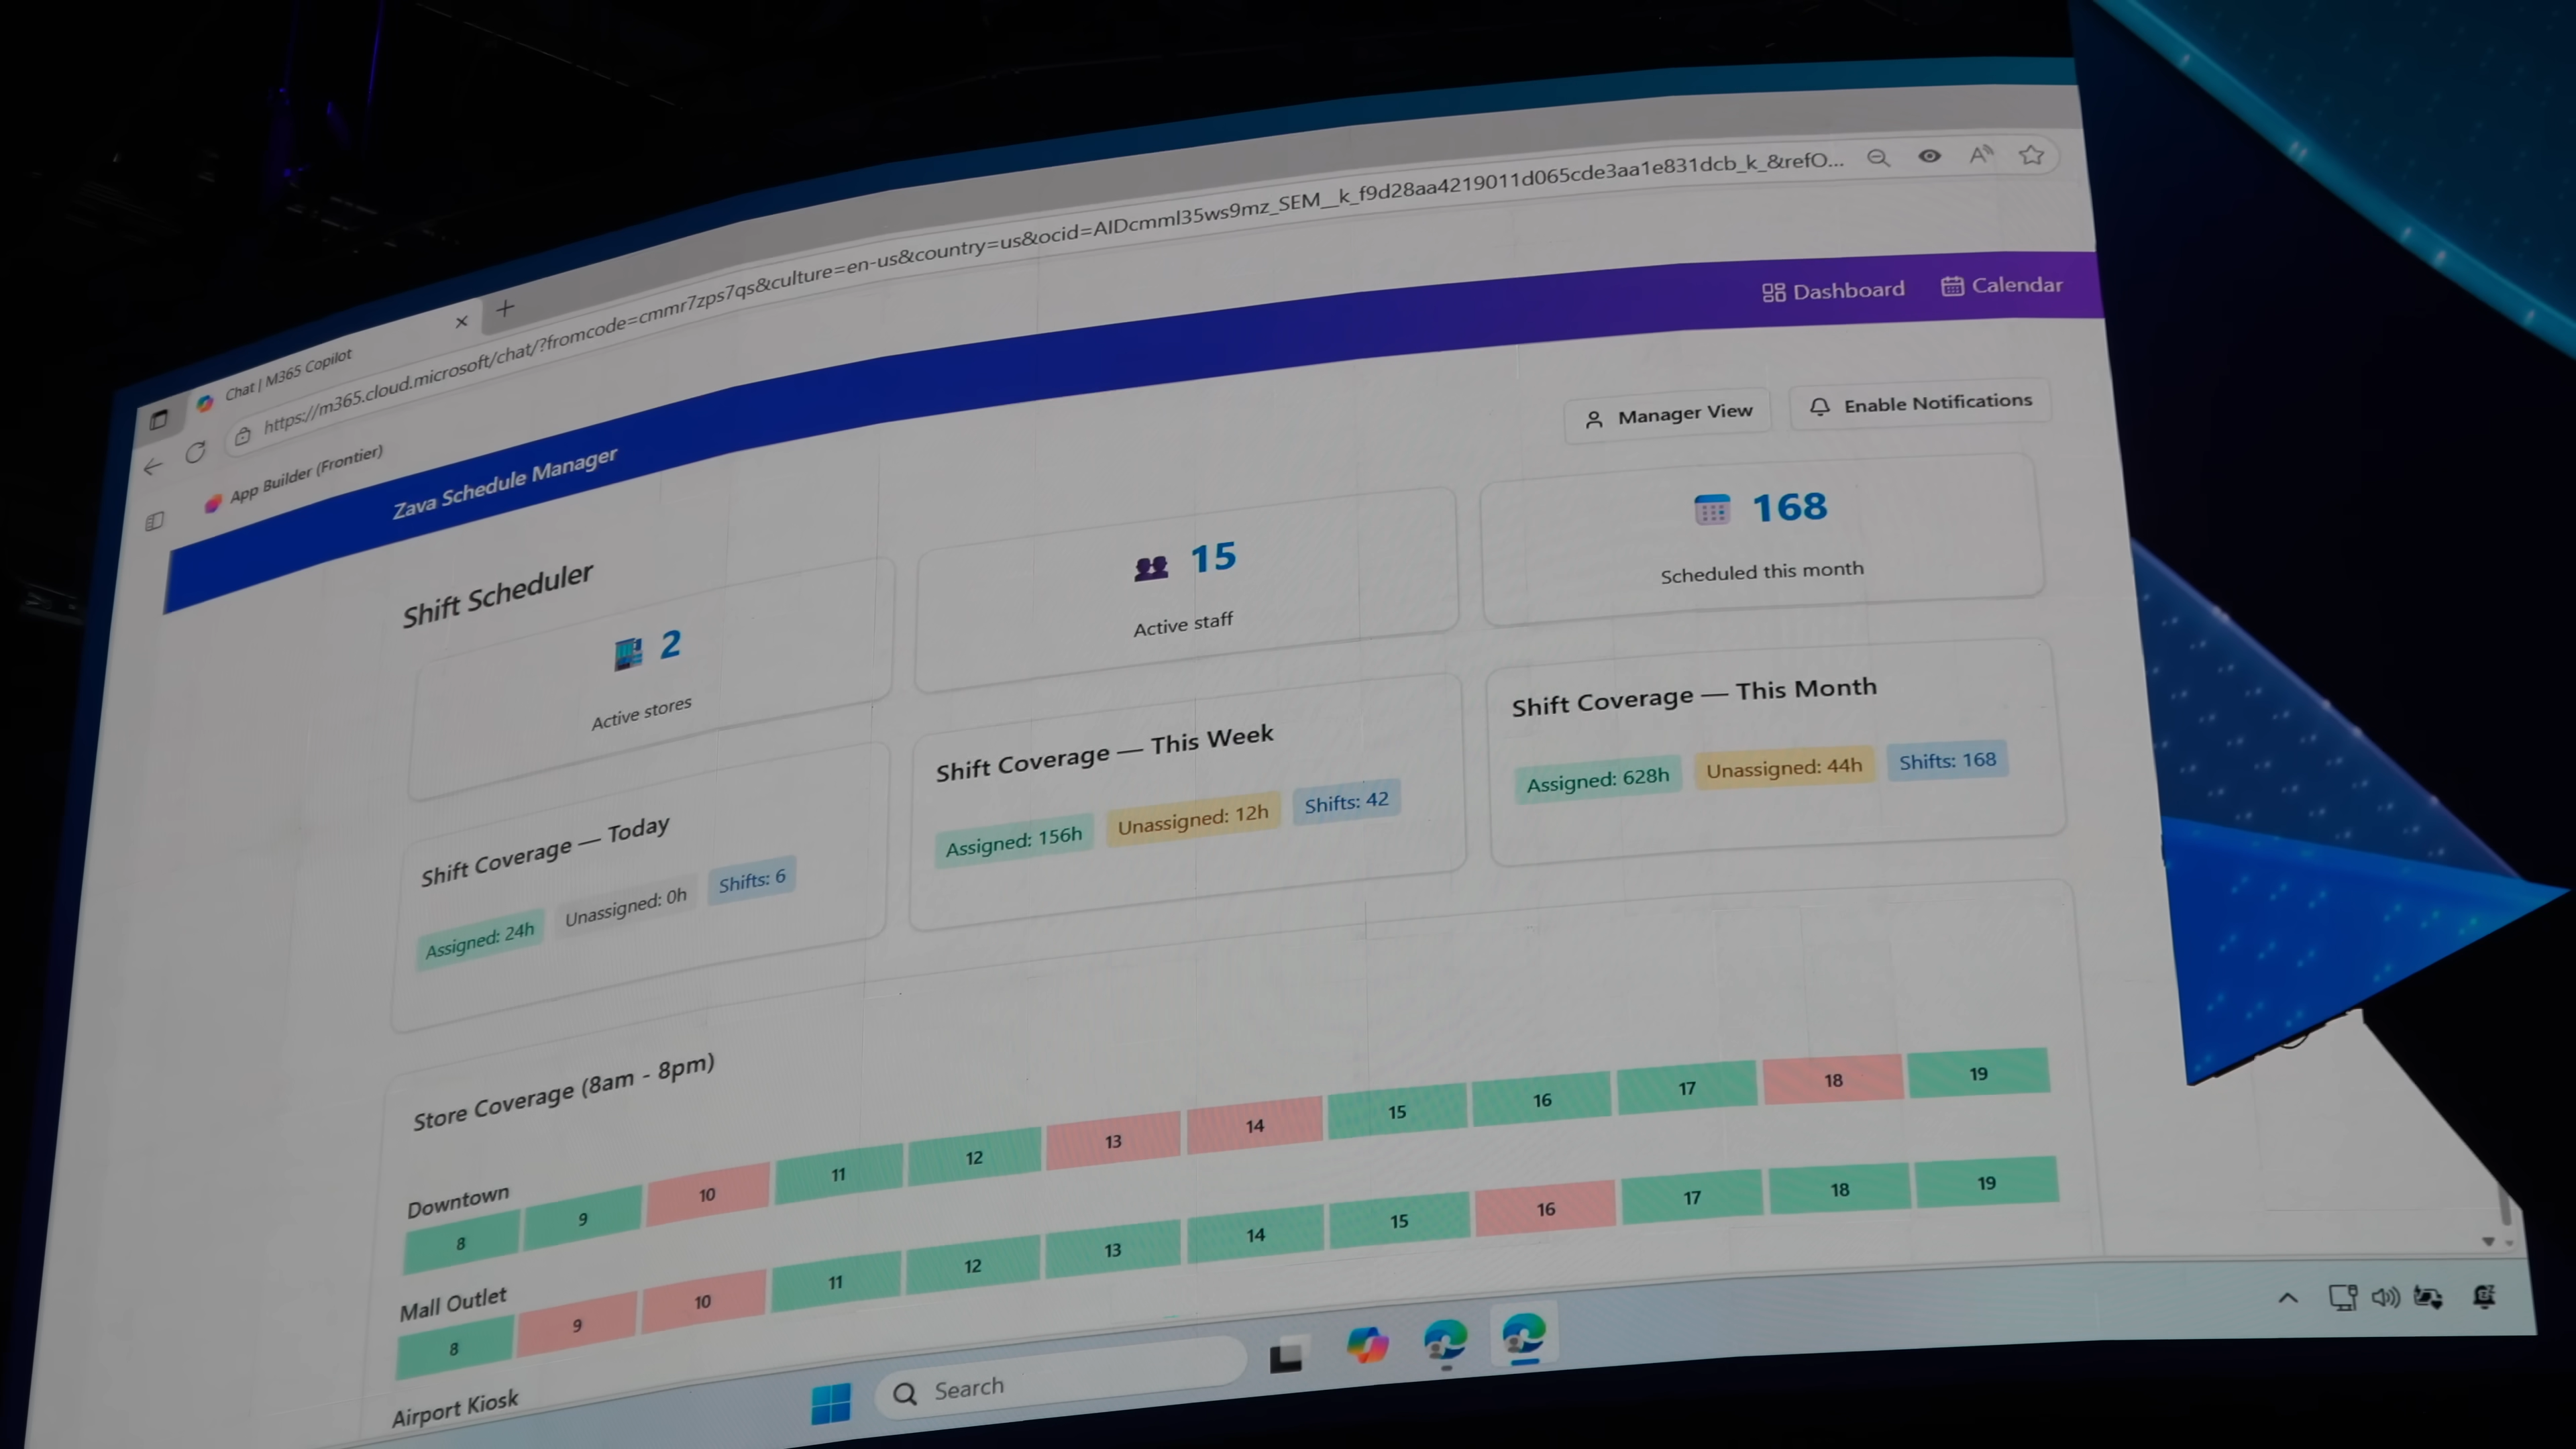 Chat | M365 Copilot
https://m365.cloud.microsoft/chat/?fromcode=cmmr7zps7qs&culture=en-us&country=us&ocid=AIDcmml35ws9mz_SEM__k_f9d28aa4219011d065cde3aa1e831dcb_k_&refO...
App Builder (Frontier)
Zava Schedule Manager
Dashboard
Calendar
Manager View
Enable Notifications
Shift Scheduler
2
Active stores
15
Active staff
168
Scheduled this month
Shift Coverage — Today
Assigned: 24h Unassigned: 0h Shifts: 6
Shift Coverage — This Week
Assigned: 156h Unassigned: 12h Shifts: 42
Shift Coverage — This Month
Assigned: 628h Unassigned: 44h Shifts: 168
Store Coverage (8am - 8pm)
Downtown
8 9 10 11 12 13 14 15 16 17 18 19
Mall Outlet
8 9 10 11 12 13 14 15 16 17 18 19
Airport Kiosk
Search